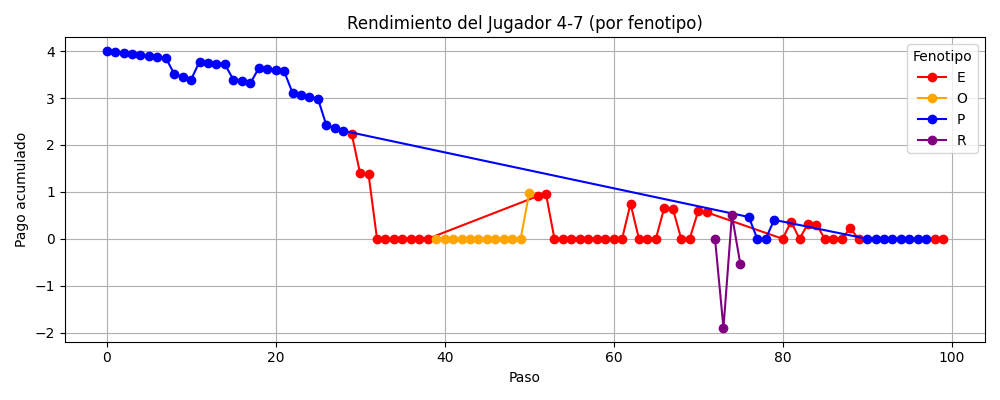 Rendimiento del Jugador 4-7 (por fenotipo)
Pago acumulado
4
3
2
1
0
−1
−2
0
20
40
60
80
100
Paso
Fenotipo
E
O
P
R